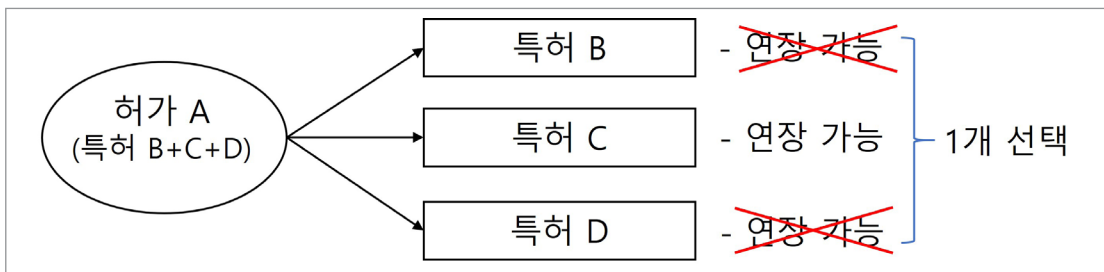 허가 A
(특허 B+C+D)
특허 B
- 연장 가능
특허 C
- 연장 가능
특허 D
- 연장 가능
1개 선택